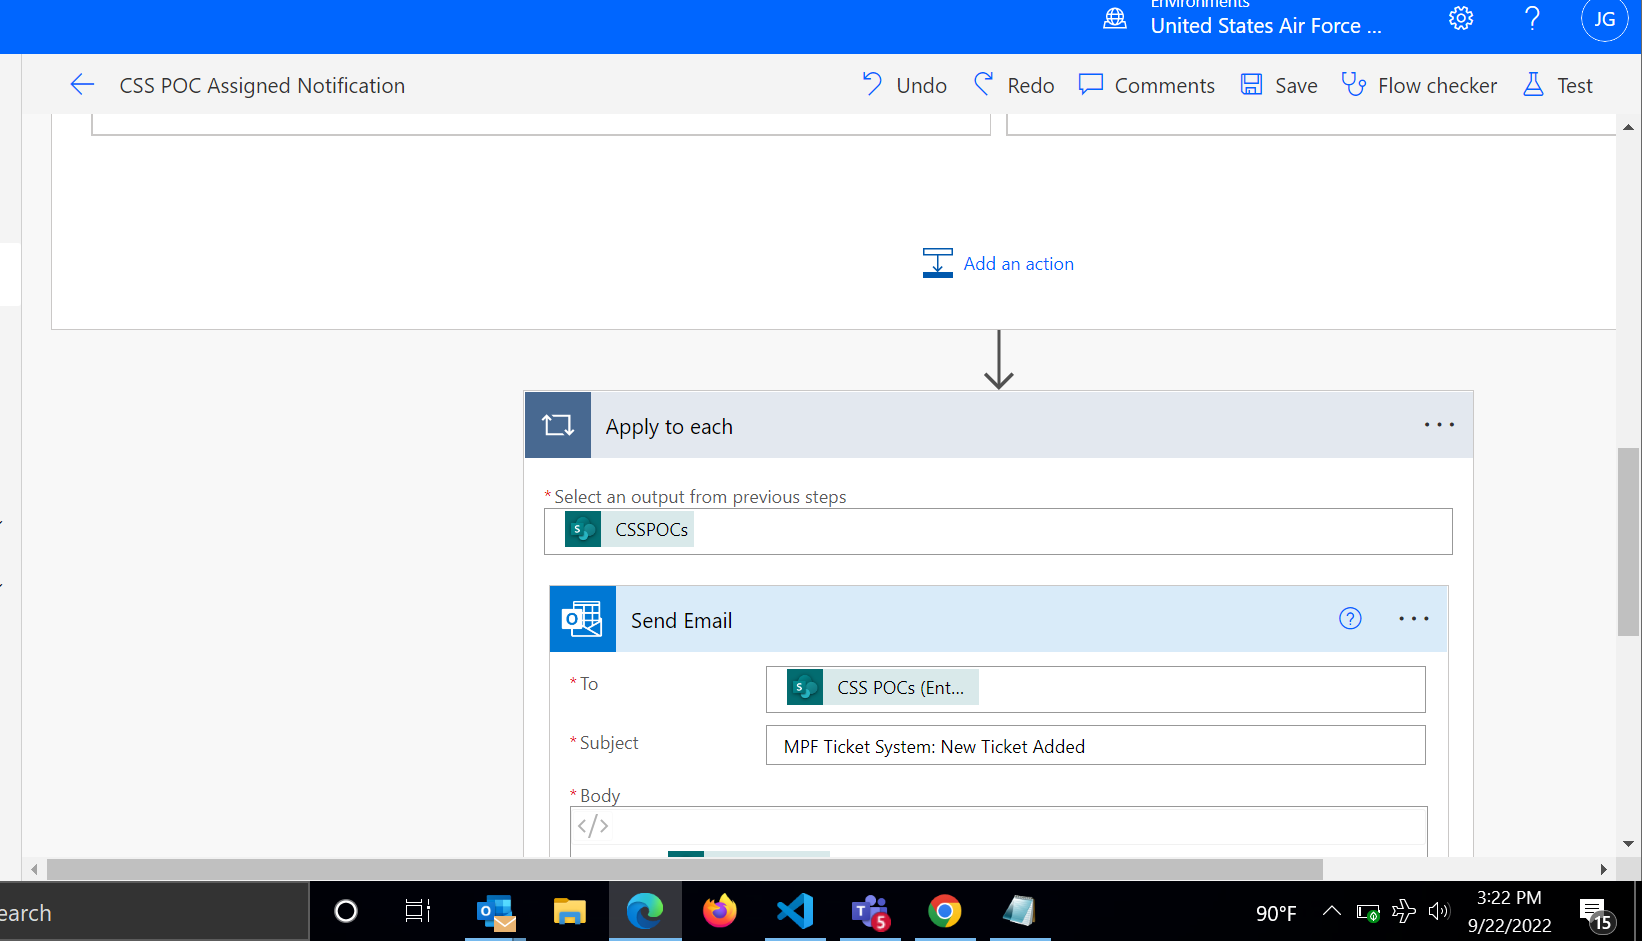 Environments
United States Air Force ...
JG
CSS POC Assigned Notification
Undo
Redo
Comments
Save
Flow checker
Test
Add an action
Apply to each
...
* Select an output from previous steps
S
CSSPOCs
O
Send Email
?
...
* To
S
CSS POCs (Ent...
* Subject
MPF Ticket System: New Ticket Added
* Body
</>
earch
O
T
5
90°F
3:22 PM
9/22/2022
15